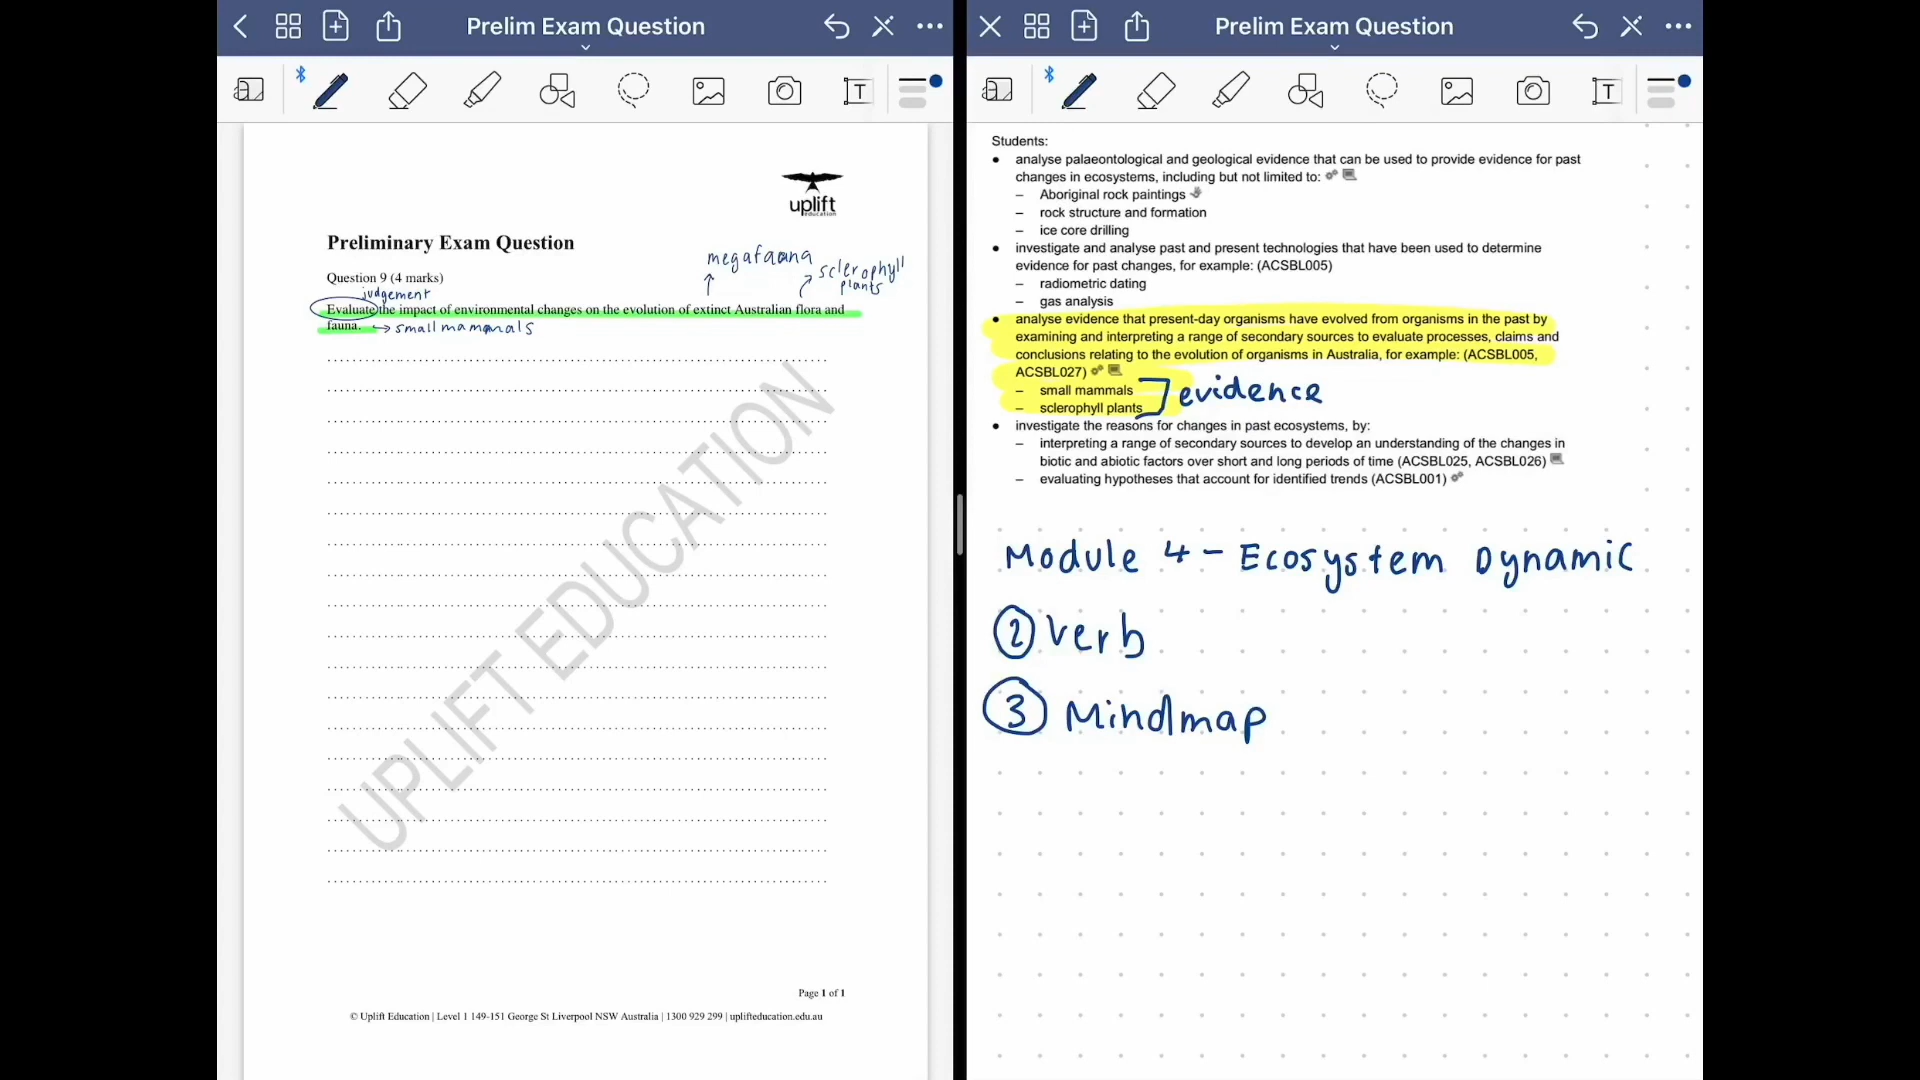 Prelim Exam Question
T
uplift
education
Preliminary Exam Question
megafauna
sclerophyll
plants
Question 9 (4 marks)
judgement
Evaluate the impact of environmental changes on the evolution of extinct Australian flora and
fauna. → small mammals
UPLIFT EDUCATION
Page 1 of 1
© Uplift Education | Level 1 149-151 George St Liverpool NSW Australia | 1300 929 299 | uplifteducation.edu.au
Prelim Exam Question
T
Students:
• analyse palaeontological and geological evidence that can be used to provide evidence for past
changes in ecosystems, including but not limited to:
– Aboriginal rock paintings
– rock structure and formation
– ice core drilling
• investigate and analyse past and present technologies that have been used to determine
evidence for past changes, for example: (ACSBL005)
– radiometric dating
– gas analysis
• analyse evidence that present-day organisms have evolved from organisms in the past by
examining and interpreting a range of secondary sources to evaluate processes, claims and
conclusions relating to the evolution of organisms in Australia, for example: (ACSBL005,
ACSBL027)
– small mammals
– sclerophyll plants
evidence
• investigate the reasons for changes in past ecosystems, by:
– interpreting a range of secondary sources to develop an understanding of the changes in
biotic and abiotic factors over short and long periods of time (ACSBL025, ACSBL026)
– evaluating hypotheses that account for identified trends (ACSBL001)
Module 4 - Ecosystem Dynamic
② Verb
③ Mindmap